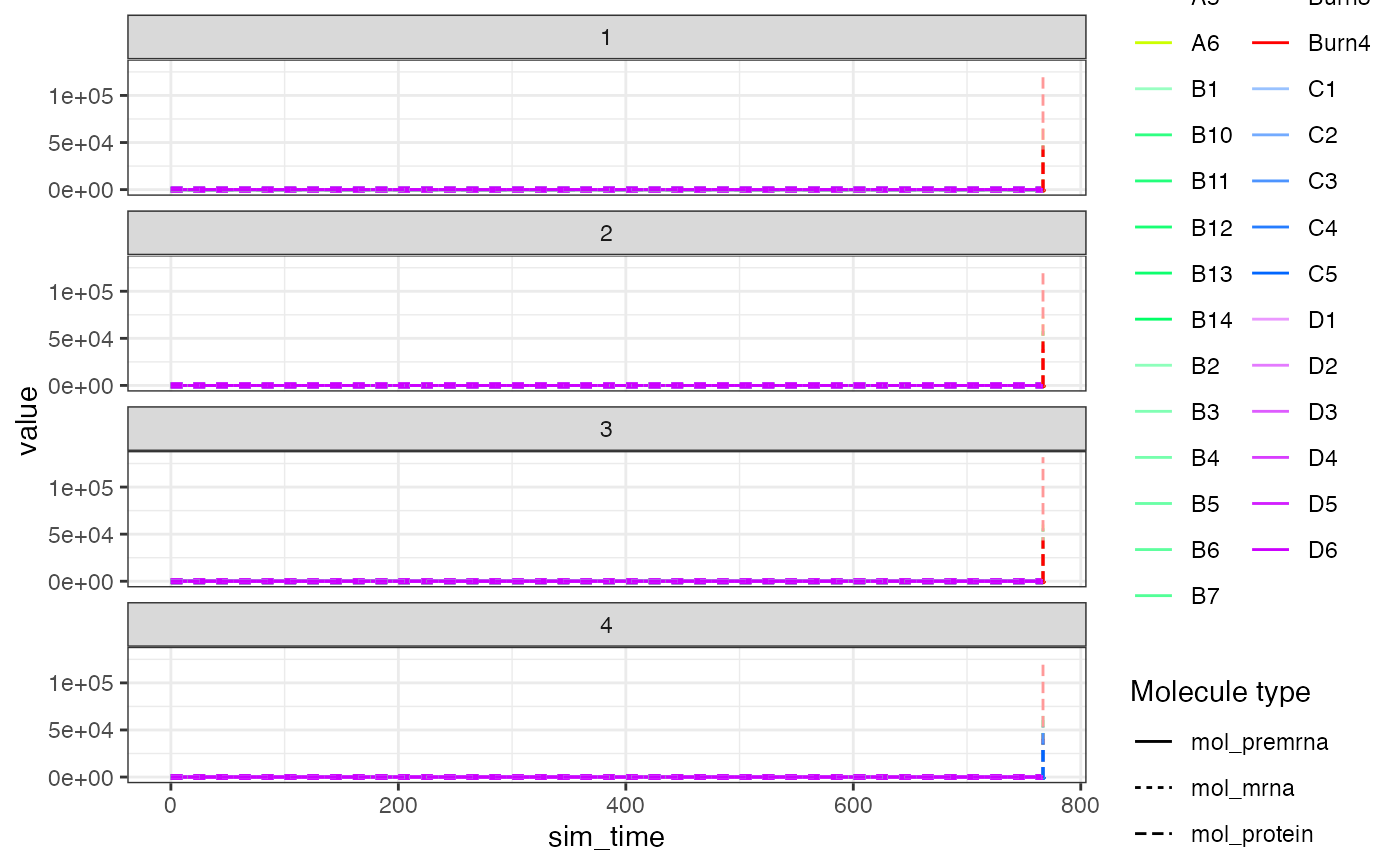 1
1e+05
5e+04
0e+00
2
1e+05
5e+04
0e+00
3
1e+05
5e+04
0e+00
4
1e+05
5e+04
0e+00
0 200 400 600 800
sim_time
value
A6 Burn4
B1 C1
B10 C2
B11 C3
B12 C4
B13 C5
B14 D1
B2 D2
B3 D3
B4 D4
B5 D5
B6 D6
B7
Molecule type
mol_premrna
mol_mrna
mol_protein